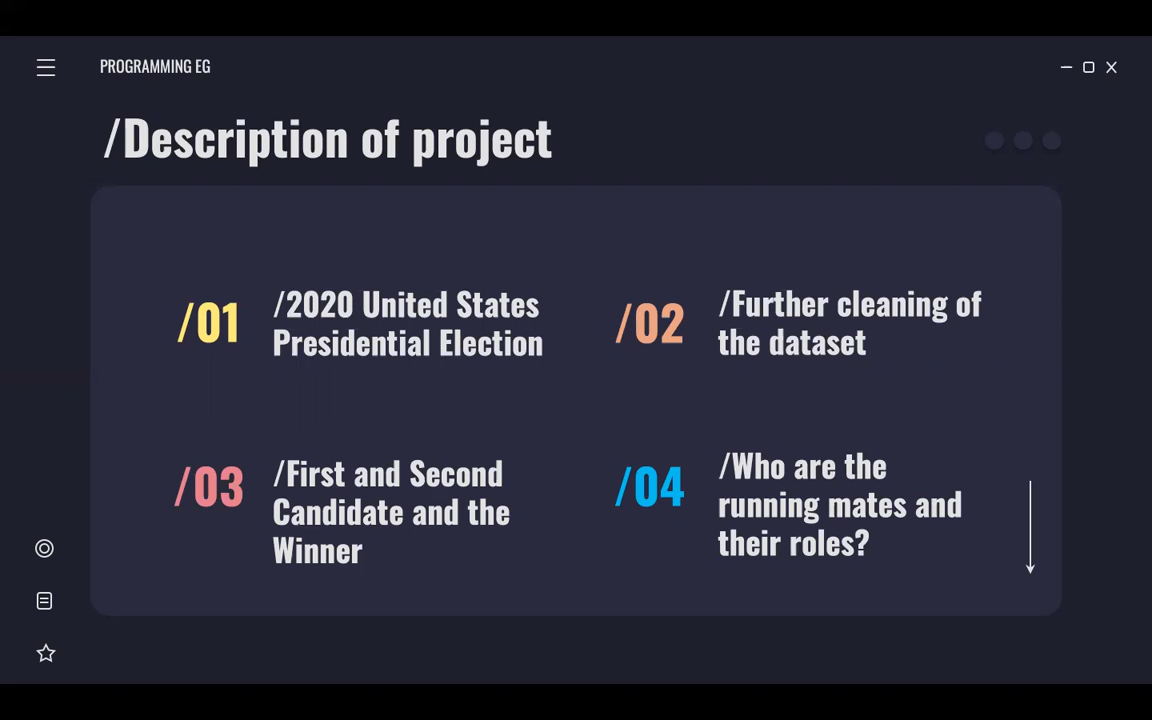 PROGRAMMING EG
/Description of project
/01
/2020 United States
Presidential Election
/02
/Further cleaning of
the dataset
/03
/First and Second
Candidate and the
Winner
/04
/Who are the
running mates and
their roles?